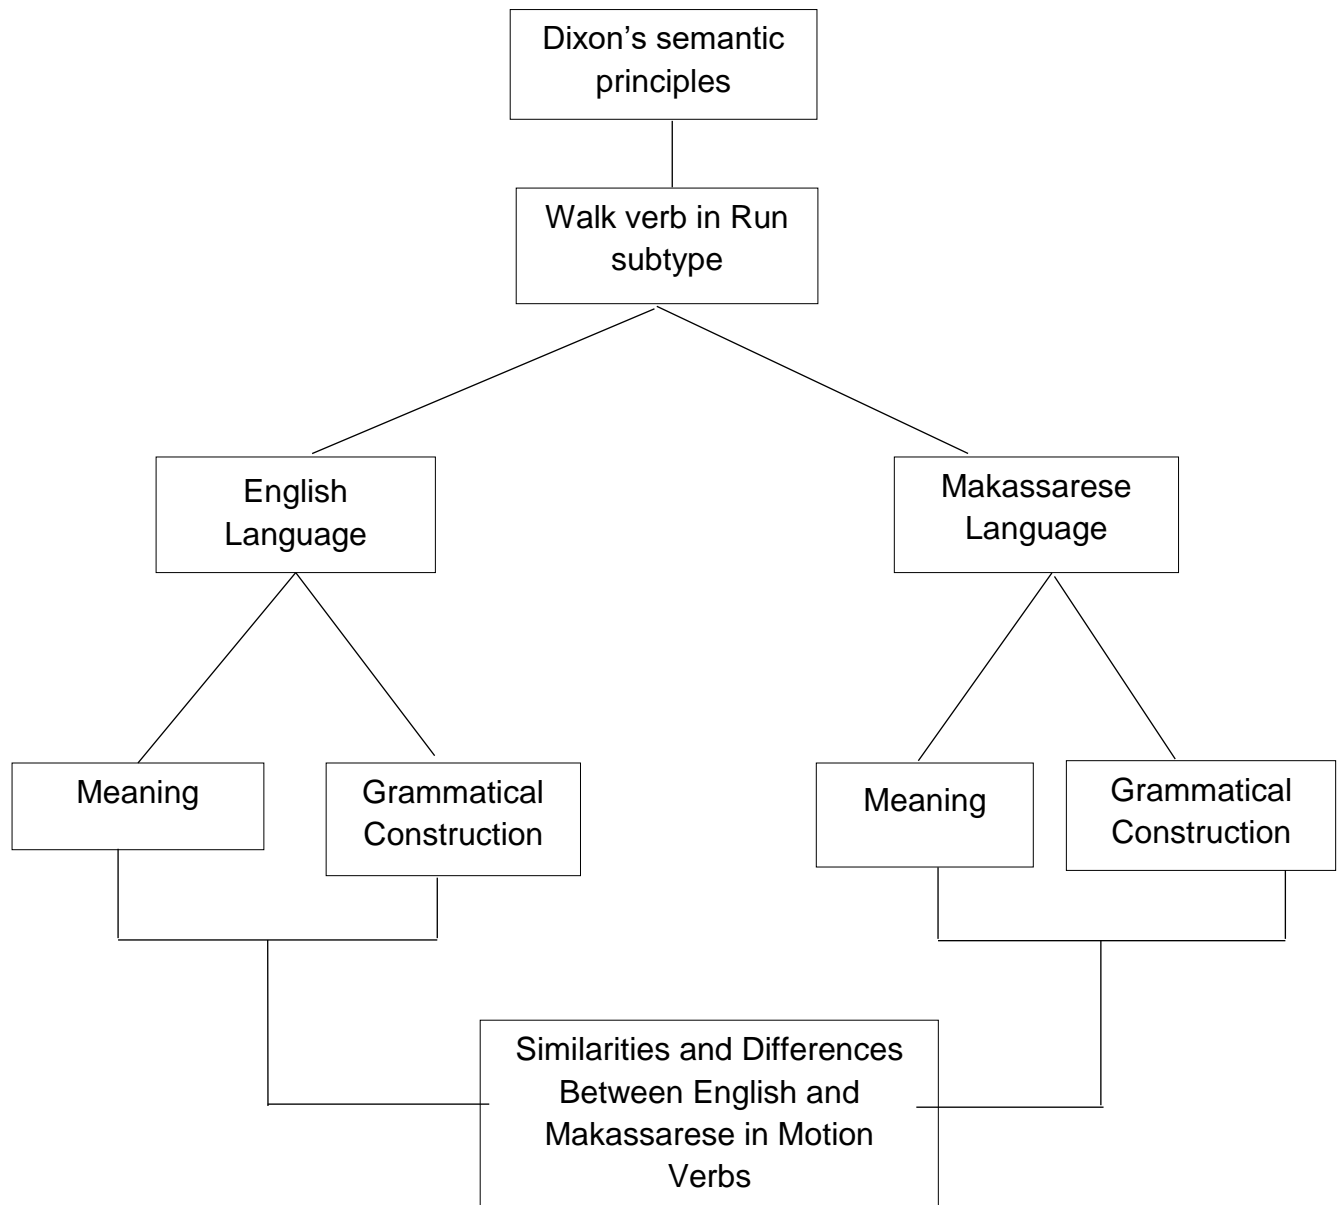 Dixon’s semantic
principles
Walk verb in Run
subtype
English
Language
Makassarese
Language
Meaning
Grammatical
Construction
Meaning
Grammatical
Construction
Similarities and Differences
Between English and
Makassarese in Motion
Verbs